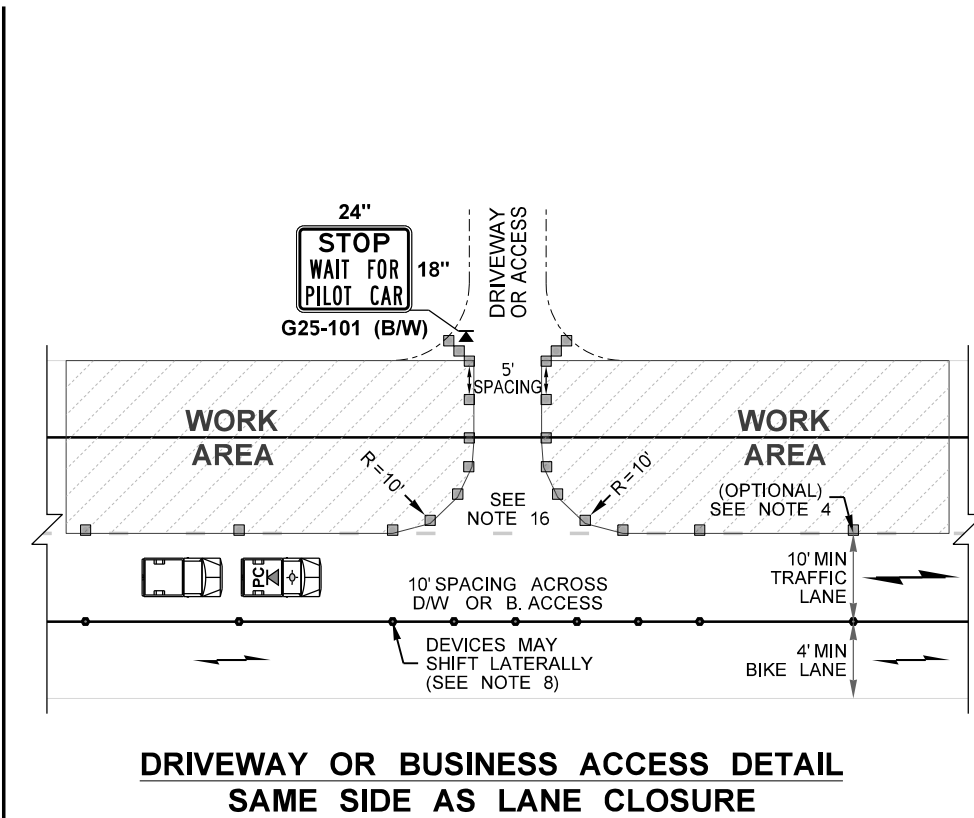 24"
STOP
WAIT FOR
PILOT CAR
18"
G25-101 (B/W)
DRIVEWAY
OR ACCESS
5'
SPACING
WORK
AREA
WORK
AREA
R=10'
R=10'
SEE
NOTE 16
(OPTIONAL)
SEE NOTE 4
PC
10' SPACING ACROSS
D/W OR B. ACCESS
10' MIN
TRAFFIC
LANE
DEVICES MAY
SHIFT LATERALLY
(SEE NOTE 8)
4' MIN
BIKE LANE
DRIVEWAY OR BUSINESS ACCESS DETAIL
SAME SIDE AS LANE CLOSURE